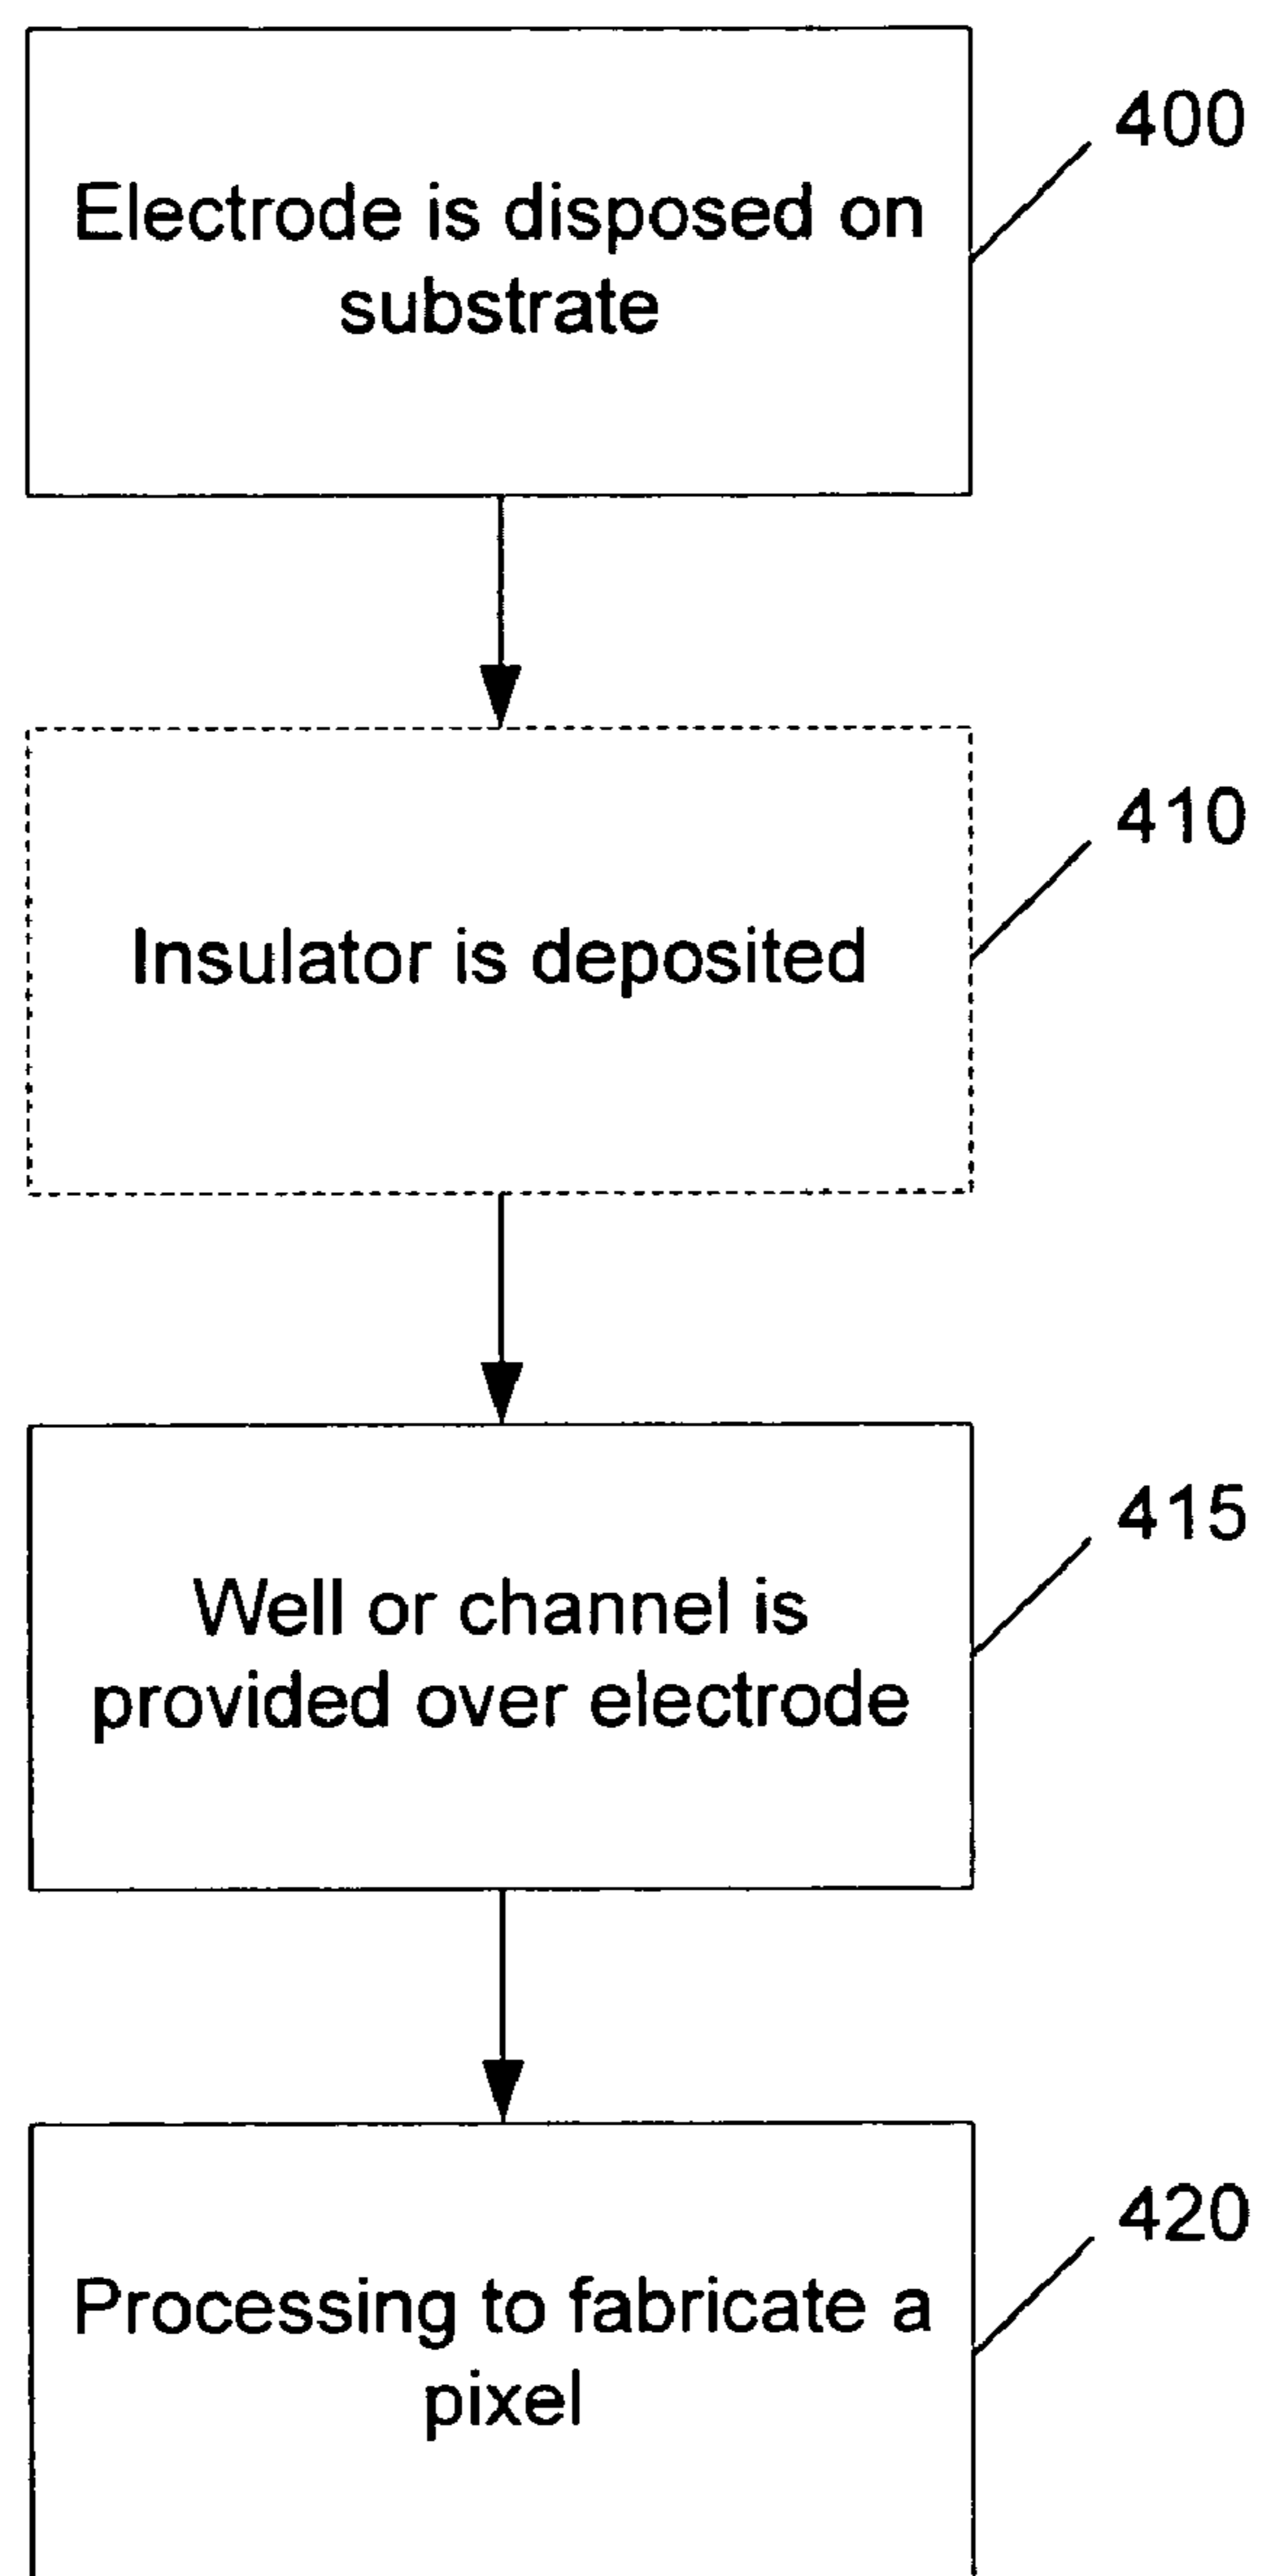 400
Electrode is disposed on
substrate
410
Insulator is deposited
415
Well or channel is
provided over electrode
420
Processing to fabricate a
pixel